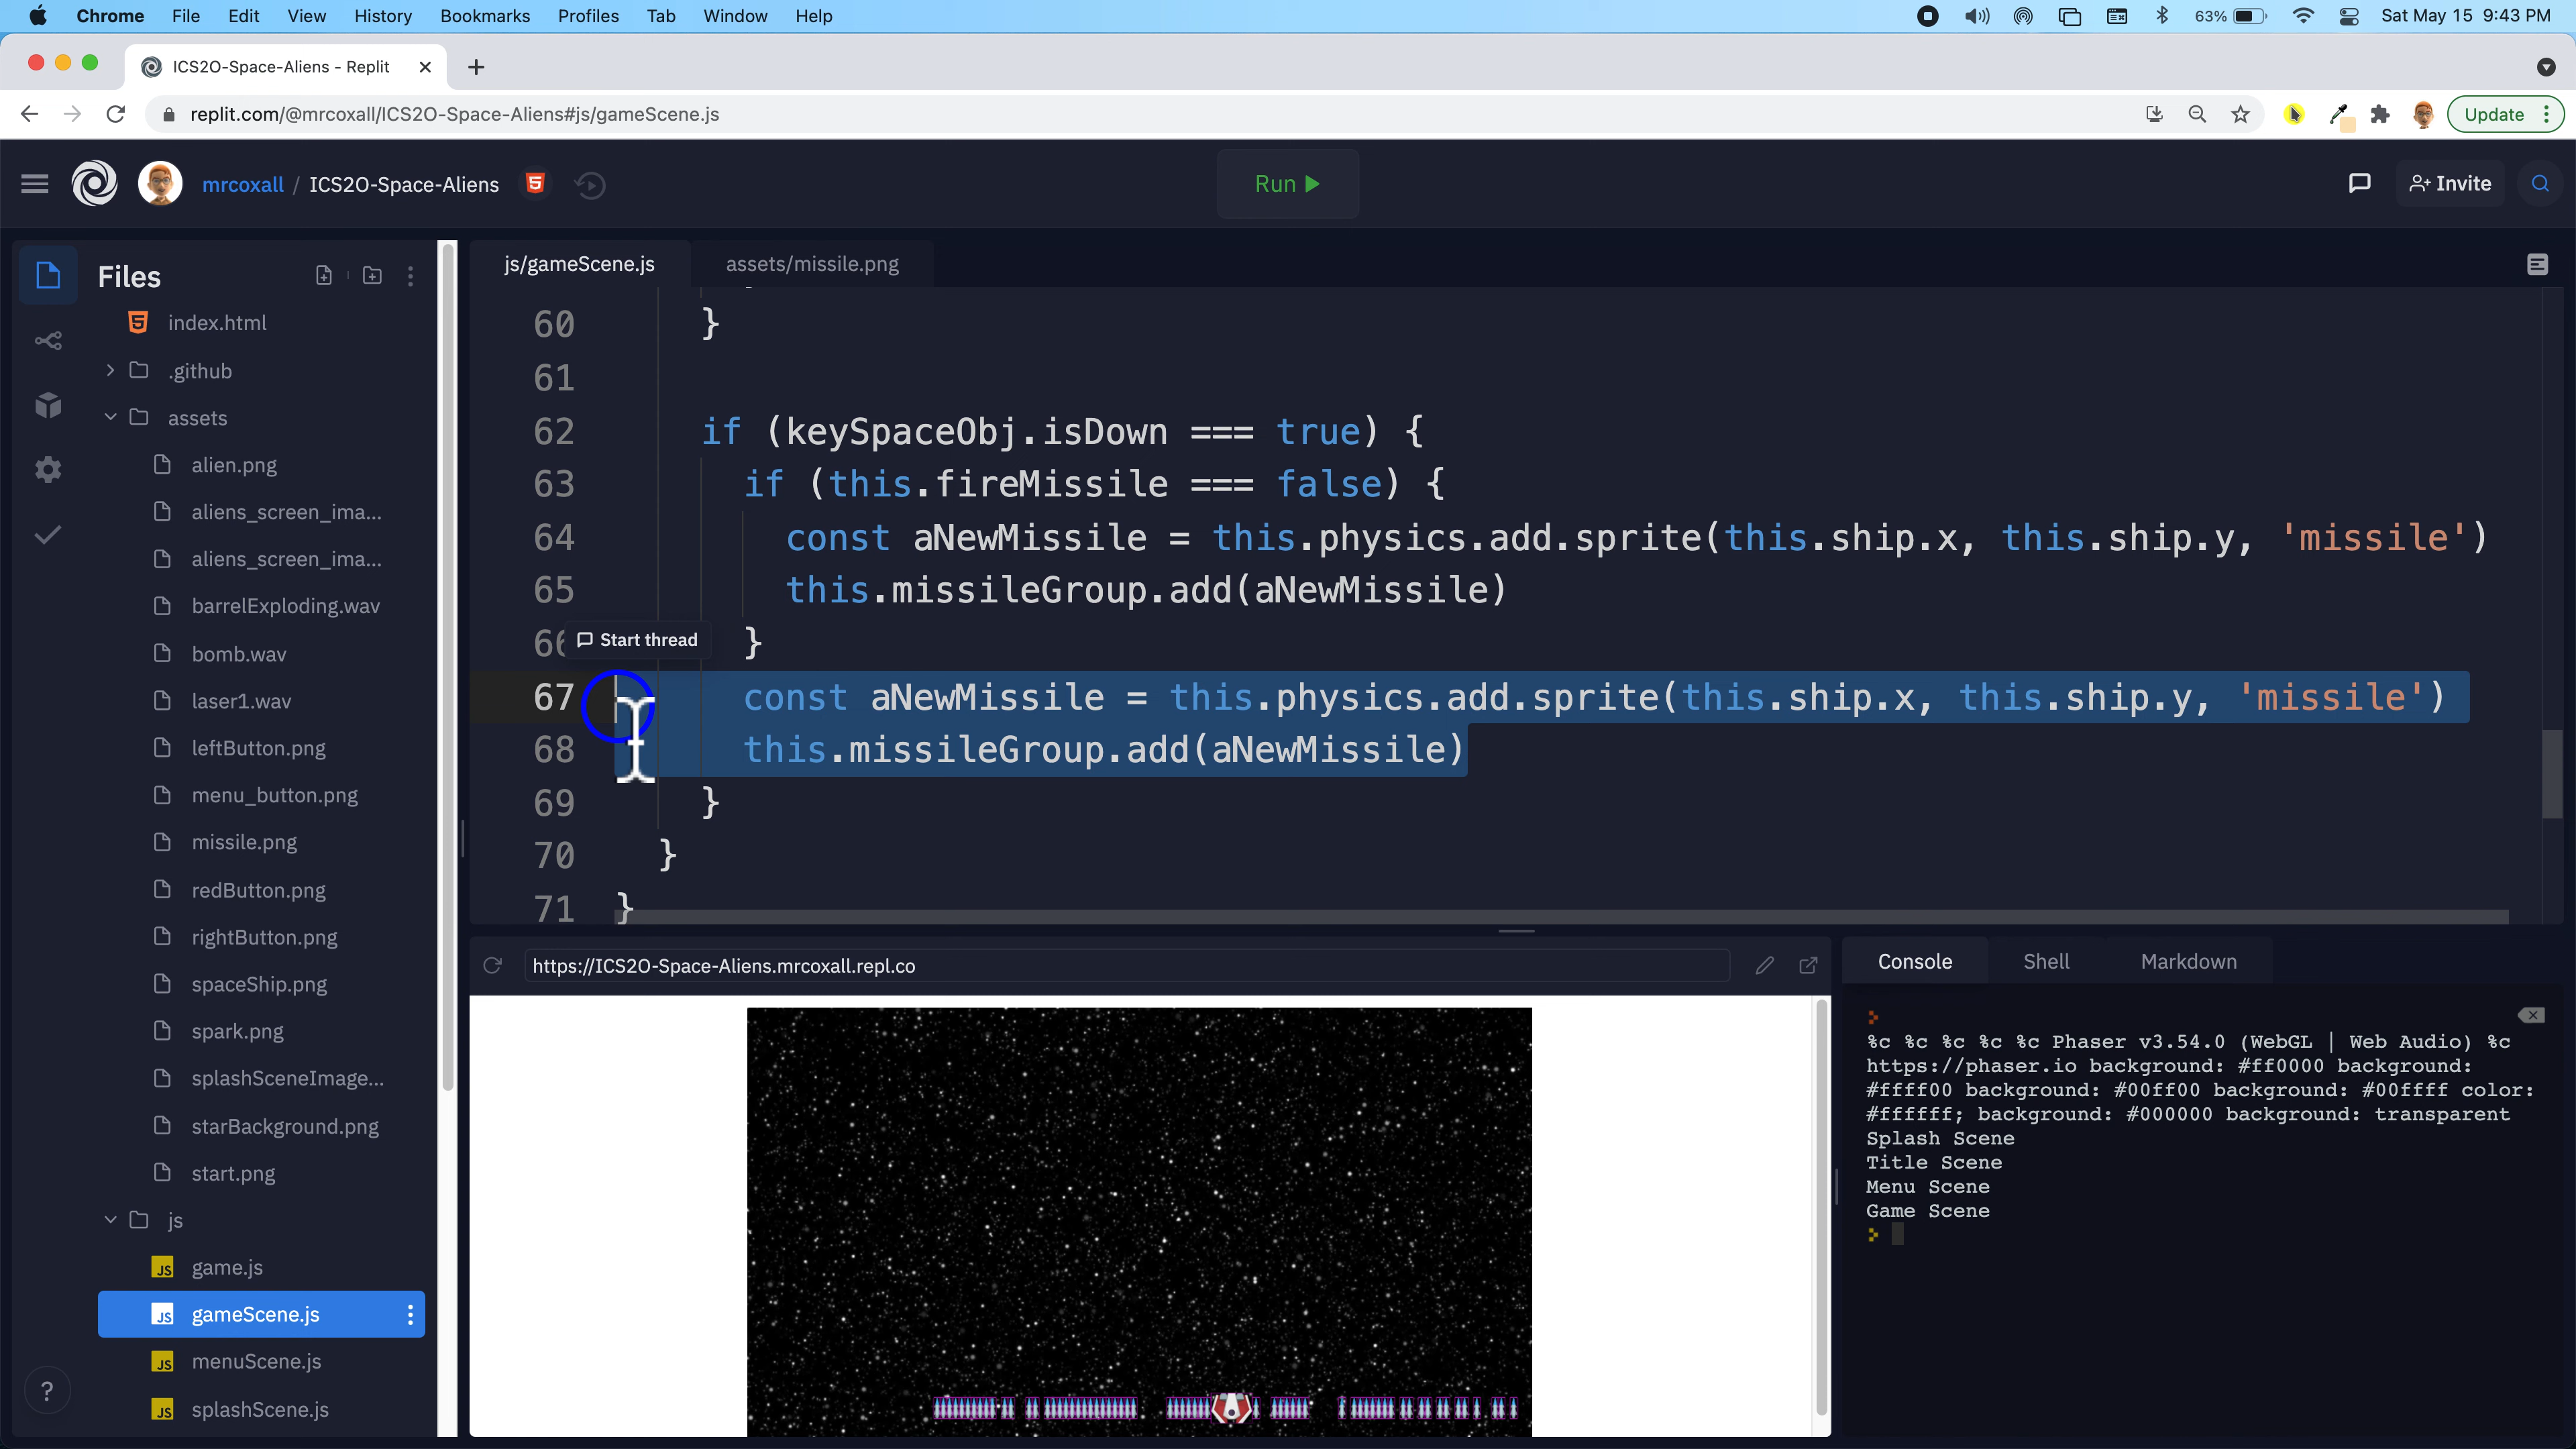 Chrome File Edit View History Bookmarks Profiles Tab Window Help 63% Sat May 15 9:43 PM
ICS2O-Space-Aliens - Replit
replit.com/@mrcoxall/ICS2O-Space-Aliens#js/gameScene.js Update
mrcoxall / ICS2O-Space-Aliens Run Invite
Files
index.html
.github
assets
alien.png
aliens_screen_ima...
aliens_screen_ima...
barrelExploding.wav
bomb.wav
laser1.wav
leftButton.png
menu_button.png
missile.png
redButton.png
rightButton.png
spaceShip.png
spark.png
splashSceneImage...
starBackground.png
start.png
js
JS game.js
JS gameScene.js
JS menuScene.js
JS splashScene.js
?
js/gameScene.js assets/missile.png
60 }
61
62 if (keySpaceObj.isDown === true) {
63 if (this.fireMissile === false) {
64 const aNewMissile = this.physics.add.sprite(this.ship.x, this.ship.y, 'missile')
65 this.missileGroup.add(aNewMissile)
66 }
Start thread
67 const aNewMissile = this.physics.add.sprite(this.ship.x, this.ship.y, 'missile')
68 this.missileGroup.add(aNewMissile)
69 }
70 }
71 }
https://ICS2O-Space-Aliens.mrcoxall.repl.co
Console Shell Markdown
%c %c %c %c %c Phaser v3.54.0 (WebGL | Web Audio) %c
https://phaser.io background: #ff0000 background:
#ffff00 background: #00ff00 background: #00ffff color:
#ffffff; background: #000000 background: transparent
Splash Scene
Title Scene
Menu Scene
Game Scene